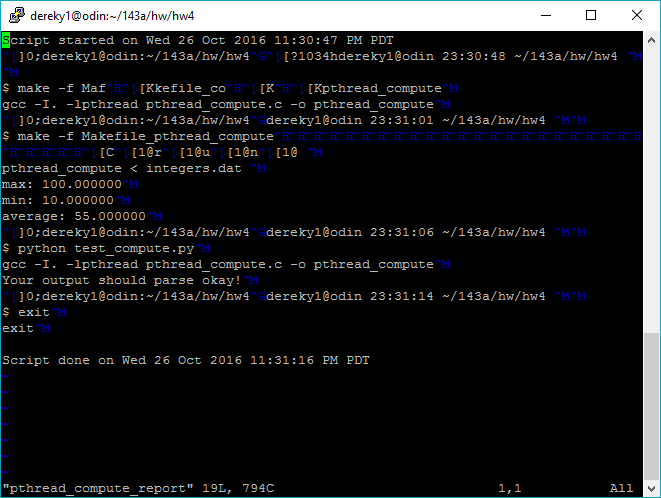 dereky1@odin:~/143a/hw/hw4
Script started on Wed 26 Oct 2016 11:30:47 PM PDT
^[]0;dereky1@odin:~/143a/hw/hw4^G^[[?1034hdereky1@odin 23:30:48 ~/143a/hw/hw4 ^M
^M
$ make -f Maf^H^[[Kkefile_co^H^[[K^H^[[Kpthread_compute^M
gcc -I. -lpthread pthread_compute.c -o pthread_compute^M
^[]0;dereky1@odin:~/143a/hw/hw4^Gdereky1@odin 23:31:01 ~/143a/hw/hw4 ^M^M
$ make -f Makefile_pthread_compute^H^H^H^H^H^H^H^H^H^H^H^H^H^H^H^H^H^H^H^H^H^H^H
^H^H^H^H^H^[[C^[[1@r^[[1@u^[[1@n^[[1@ ^M
pthread_compute < integers.dat ^M
max: 100.000000^M
min: 10.000000^M
average: 55.000000^M
^[]0;dereky1@odin:~/143a/hw/hw4^Gdereky1@odin 23:31:06 ~/143a/hw/hw4 ^M^M
$ python test_compute.py^M
gcc -I. -lpthread pthread_compute.c -o pthread_compute^M
Your output should parse okay!^M
^[]0;dereky1@odin:~/143a/hw/hw4^Gdereky1@odin 23:31:14 ~/143a/hw/hw4 ^M^M
$ exit^M
exit^M
Script done on Wed 26 Oct 2016 11:31:16 PM PDT
~
~
~
~
~
~
~
"pthread_compute_report" 19L, 794C 1,1 All